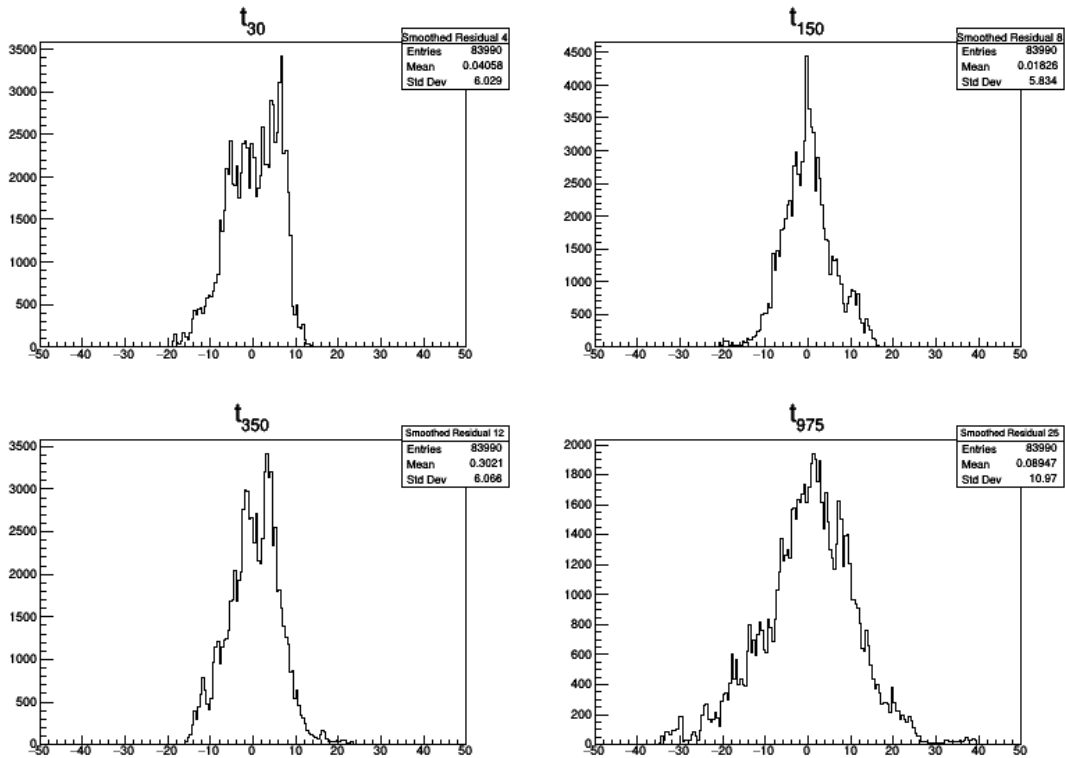 t30
Smoothed Residual 4
Entries 83990
Mean 0.04058
Std Dev 6.029
3500
3000
2500
2000
1500
1000
500
0
−50 −40 −30 −20 −10 0 10 20 30 40 50
t150
Smoothed Residual 8
Entries 83990
Mean 0.01826
Std Dev 5.834
4500
4000
3500
3000
2500
2000
1500
1000
500
0
−50 −40 −30 −20 −10 0 10 20 30 40 50
t350
Smoothed Residual 12
Entries 83990
Mean 0.3021
Std Dev 6.066
3500
3000
2500
2000
1500
1000
500
0
−50 −40 −30 −20 −10 0 10 20 30 40 50
t975
Smoothed Residual 25
Entries 83990
Mean 0.08947
Std Dev 10.97
2000
1800
1600
1400
1200
1000
800
600
400
200
0
−50 −40 −30 −20 −10 0 10 20 30 40 50